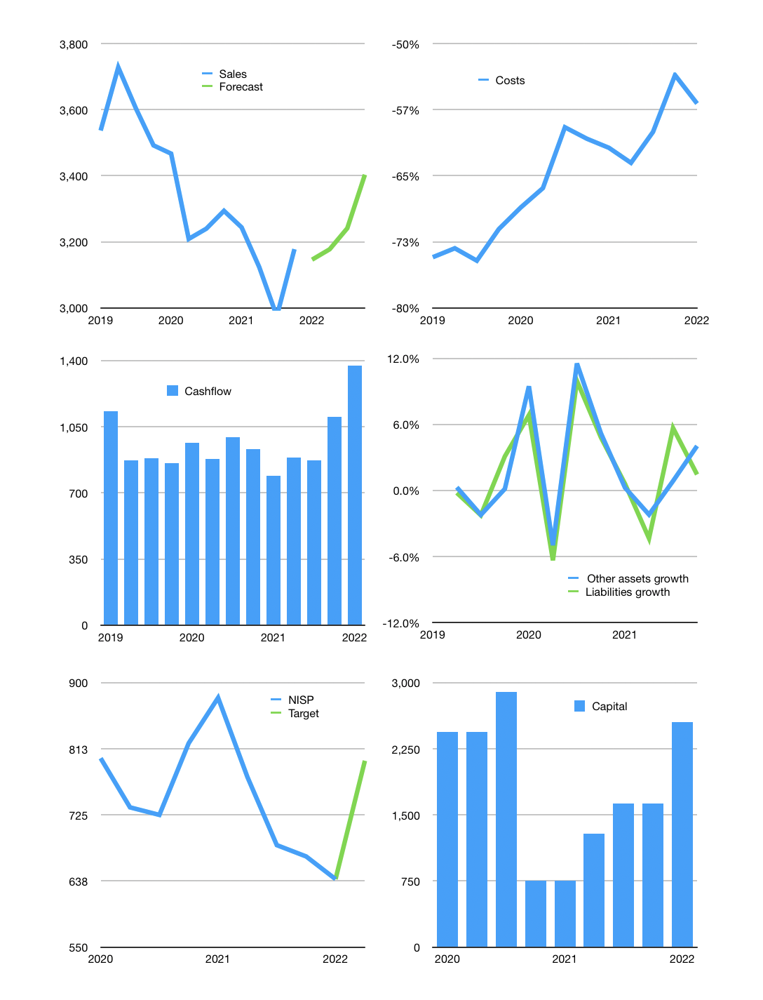 3,800
3,600
3,400
3,200
3,000
2019 2020 2021 2022
Sales
Forecast
-50%
-57%
-65%
-73%
-80%
2019 2020 2021 2022
Costs
1,400
1,050
700
350
0
2019 2020 2021 2022
Cashflow
12.0%
6.0%
0.0%
-6.0%
-12.0%
2019 2020 2021
Other assets growth
Liabilities growth
900
813
725
638
550
2020 2021 2022
NISP
Target
3,000
2,250
1,500
750
0
2020 2021 2022
Capital